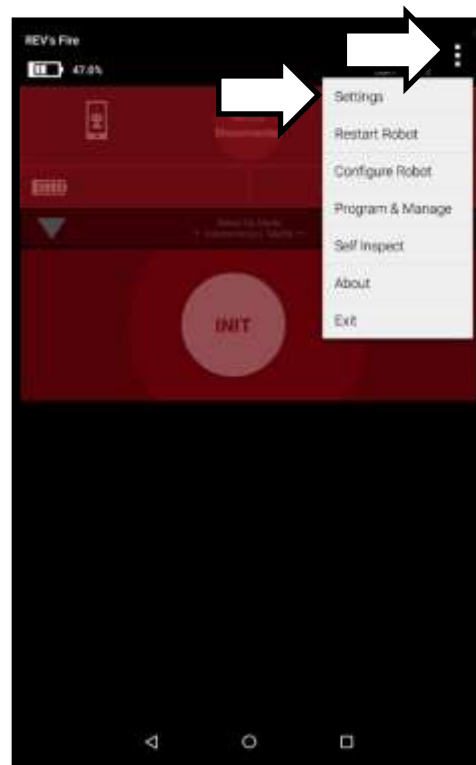 REV's Fire
47.0%
Settings
Restart Robot
Configure Robot
Program & Manage
Self Inspect
About
Exit
INIT